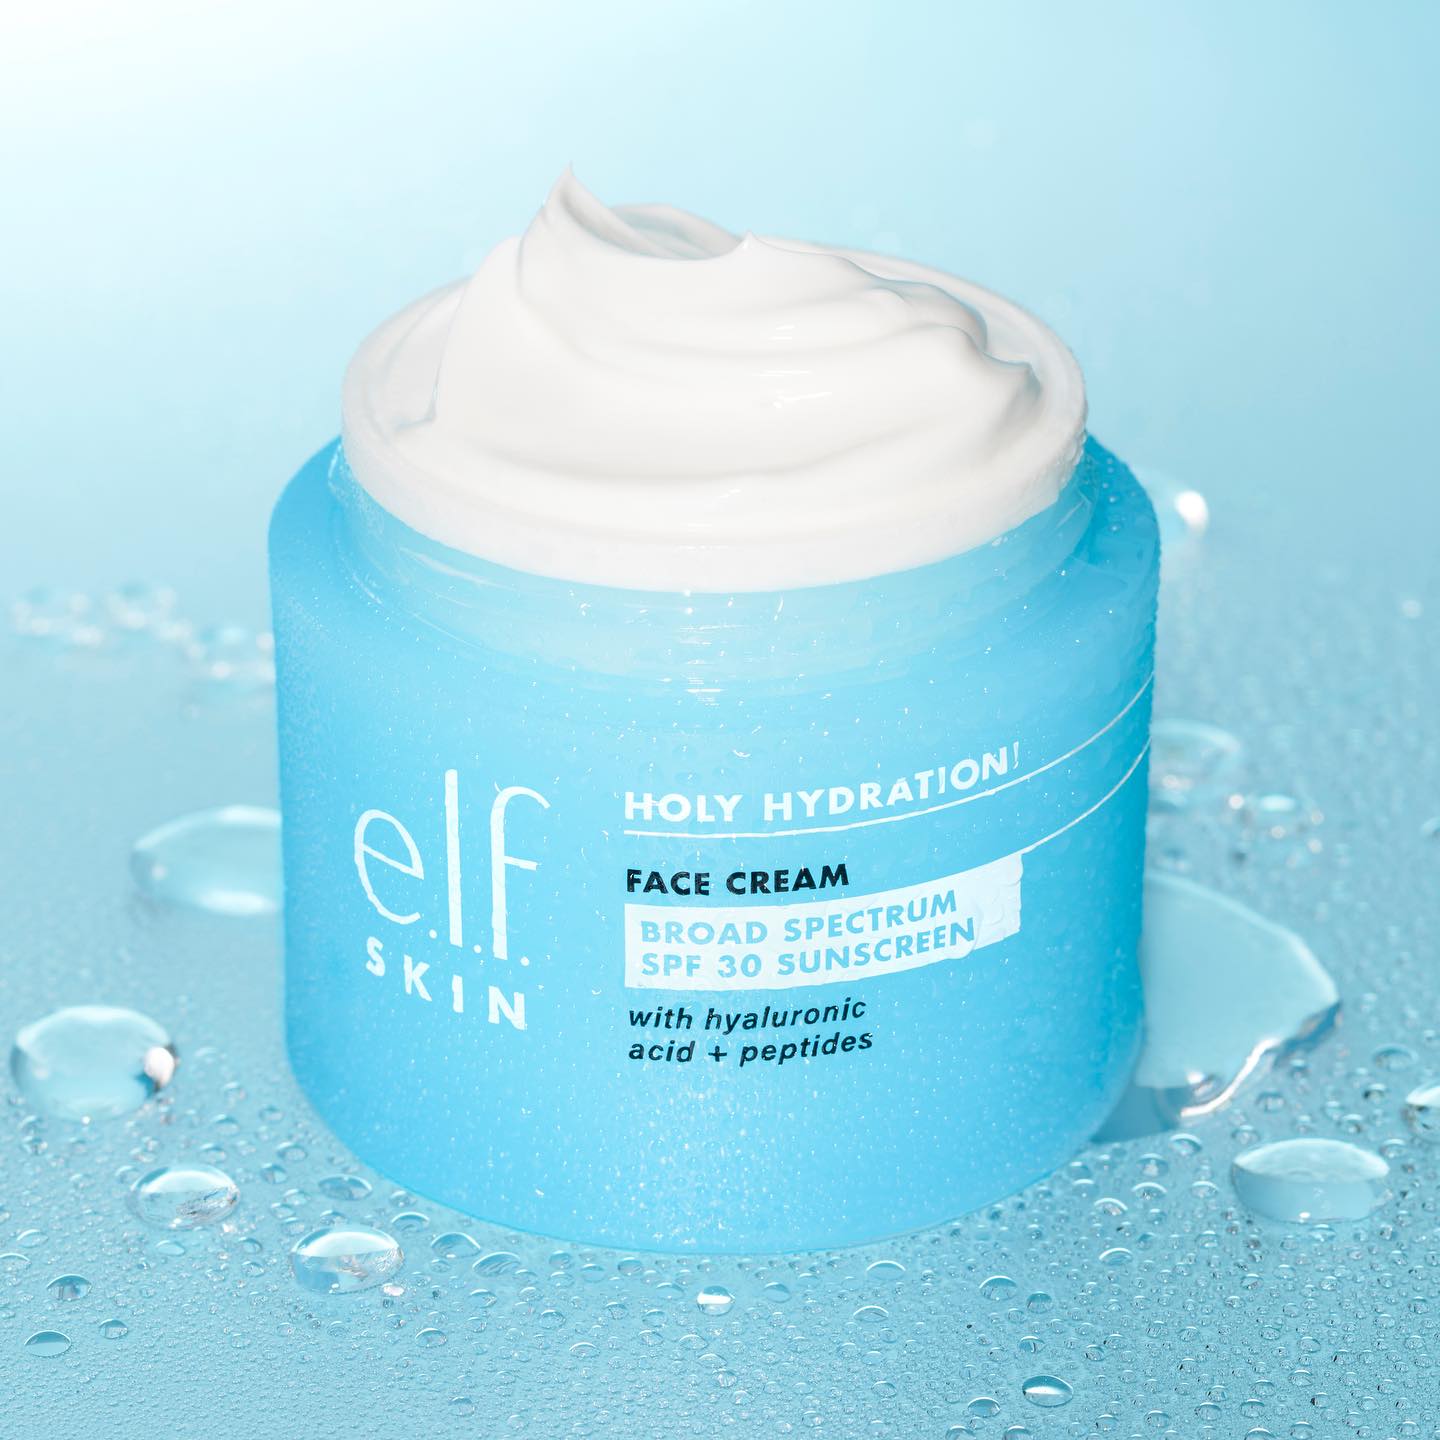 e.l.f.
SKIN
HOLY HYDRATION!
FACE CREAM
BROAD SPECTRUM
SPF 30 SUNSCREEN
with hyaluronic
acid + peptides